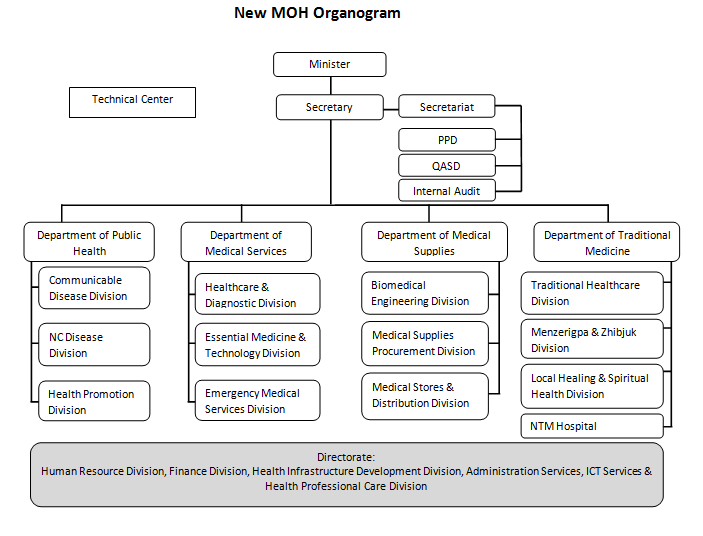 New MOH Organogram
Minister
Technical Center
Secretary
Secretariat
PPD
QASD
Internal Audit
Department of Public
Health
Department of
Medical Services
Department of Medical
Supplies
Department of Traditional
Medicine
Communicable
Disease Division
NC Disease
Division
Health Promotion
Division
Healthcare &
Diagnostic Division
Essential Medicine &
Technology Division
Emergency Medical
Services Division
Biomedical
Engineering Division
Medical Supplies
Procurement Division
Medical Stores &
Distribution Division
Traditional Healthcare
Division
Menzerigpa & Zhibjuk
Division
Local Healing & Spiritual
Health Division
NTM Hospital
Directorate:
Human Resource Division, Finance Division, Health Infrastructure Development Division, Administration Services, ICT Services &
Health Professional Care Division